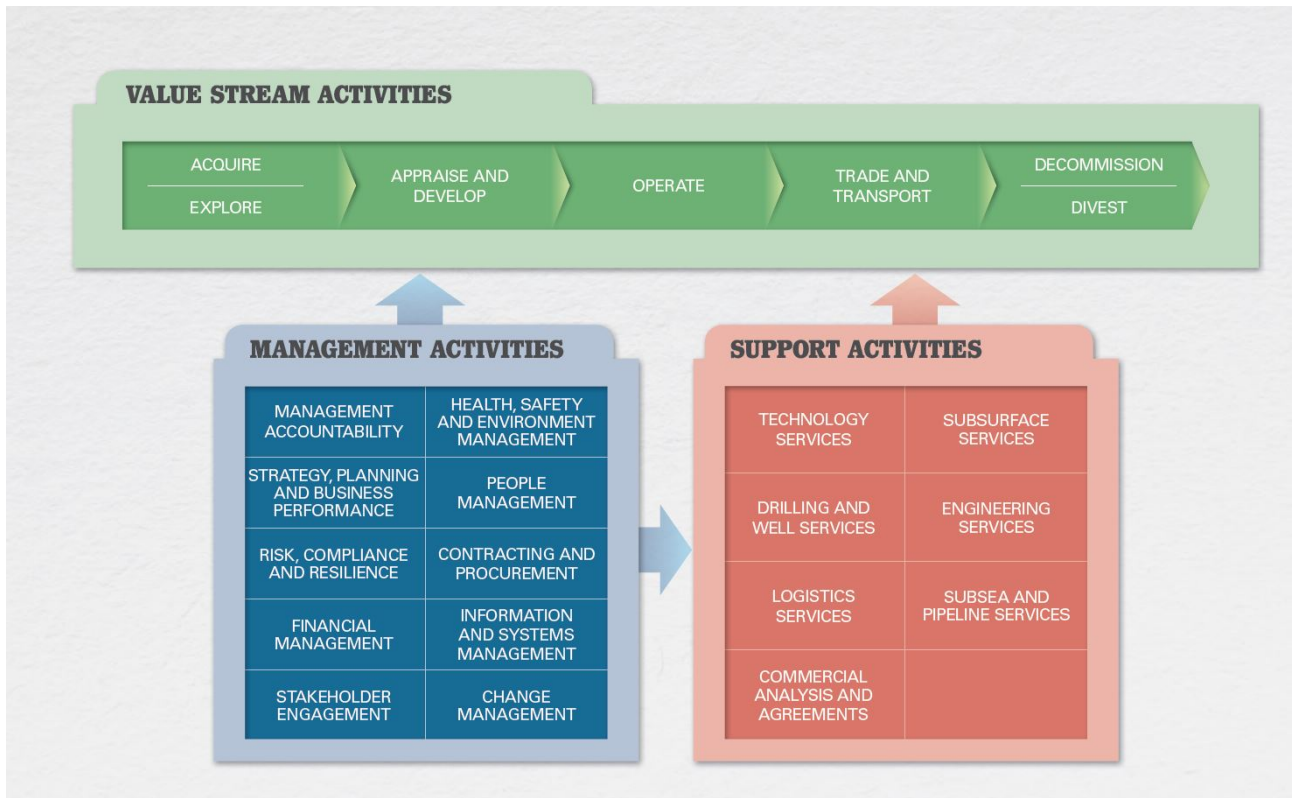 VALUE STREAM ACTIVITIES
ACQUIRE
EXPLORE
APPRAISE AND
DEVELOP
OPERATE
TRADE AND
TRANSPORT
DECOMMISSION
DIVEST
MANAGEMENT ACTIVITIES
MANAGEMENT
ACCOUNTABILITY
HEALTH, SAFETY
AND ENVIRONMENT
MANAGEMENT
STRATEGY, PLANNING
AND BUSINESS
PERFORMANCE
PEOPLE
MANAGEMENT
RISK, COMPLIANCE
AND RESILIENCE
CONTRACTING AND
PROCUREMENT
FINANCIAL
MANAGEMENT
INFORMATION
AND SYSTEMS
MANAGEMENT
STAKEHOLDER
ENGAGEMENT
CHANGE
MANAGEMENT
SUPPORT ACTIVITIES
TECHNOLOGY
SERVICES
SUBSURFACE
SERVICES
DRILLING AND
WELL SERVICES
ENGINEERING
SERVICES
LOGISTICS
SERVICES
SUBSEA AND
PIPELINE SERVICES
COMMERCIAL
ANALYSIS AND
AGREEMENTS